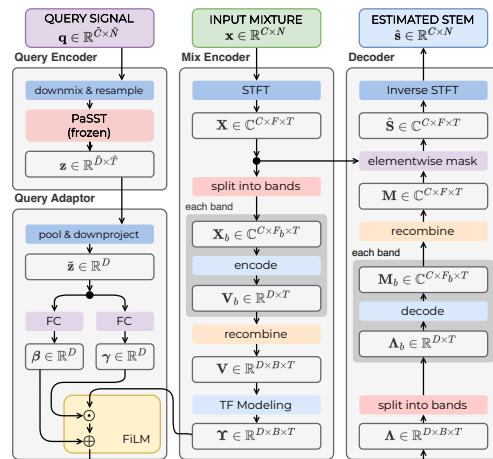 QUERY SIGNAL
q ∈ ℝ^{Ĉ×N̂}
Query Encoder
downmix & resample
PaSST
(frozen)
z ∈ ℝ^{D̂×T̂}
Query Adaptor
pool & downproject
z̃ ∈ ℝ^D
FC
FC
β ∈ ℝ^D
γ ∈ ℝ^D
⊙
⊕
FiLM
INPUT MIXTURE
x ∈ ℝ^{C×N}
Mix Encoder
STFT
X ∈ ℂ^{C×F×T}
split into bands
each band
X_b ∈ ℂ^{C×F_b×T}
encode
V_b ∈ ℝ^{D×T}
recombine
V ∈ ℝ^{D×B×T}
TF Modeling
Υ ∈ ℝ^{D×B×T}
ESTIMATED STEM
ŝ ∈ ℝ^{C×N}
Decoder
Inverse STFT
Ŝ ∈ ℂ^{C×F×T}
elementwise mask
M ∈ ℂ^{C×F×T}
recombine
each band
M_b ∈ ℂ^{C×F_b×T}
decode
Λ_b ∈ ℝ^{D×T}
split into bands
Λ ∈ ℝ^{D×B×T}